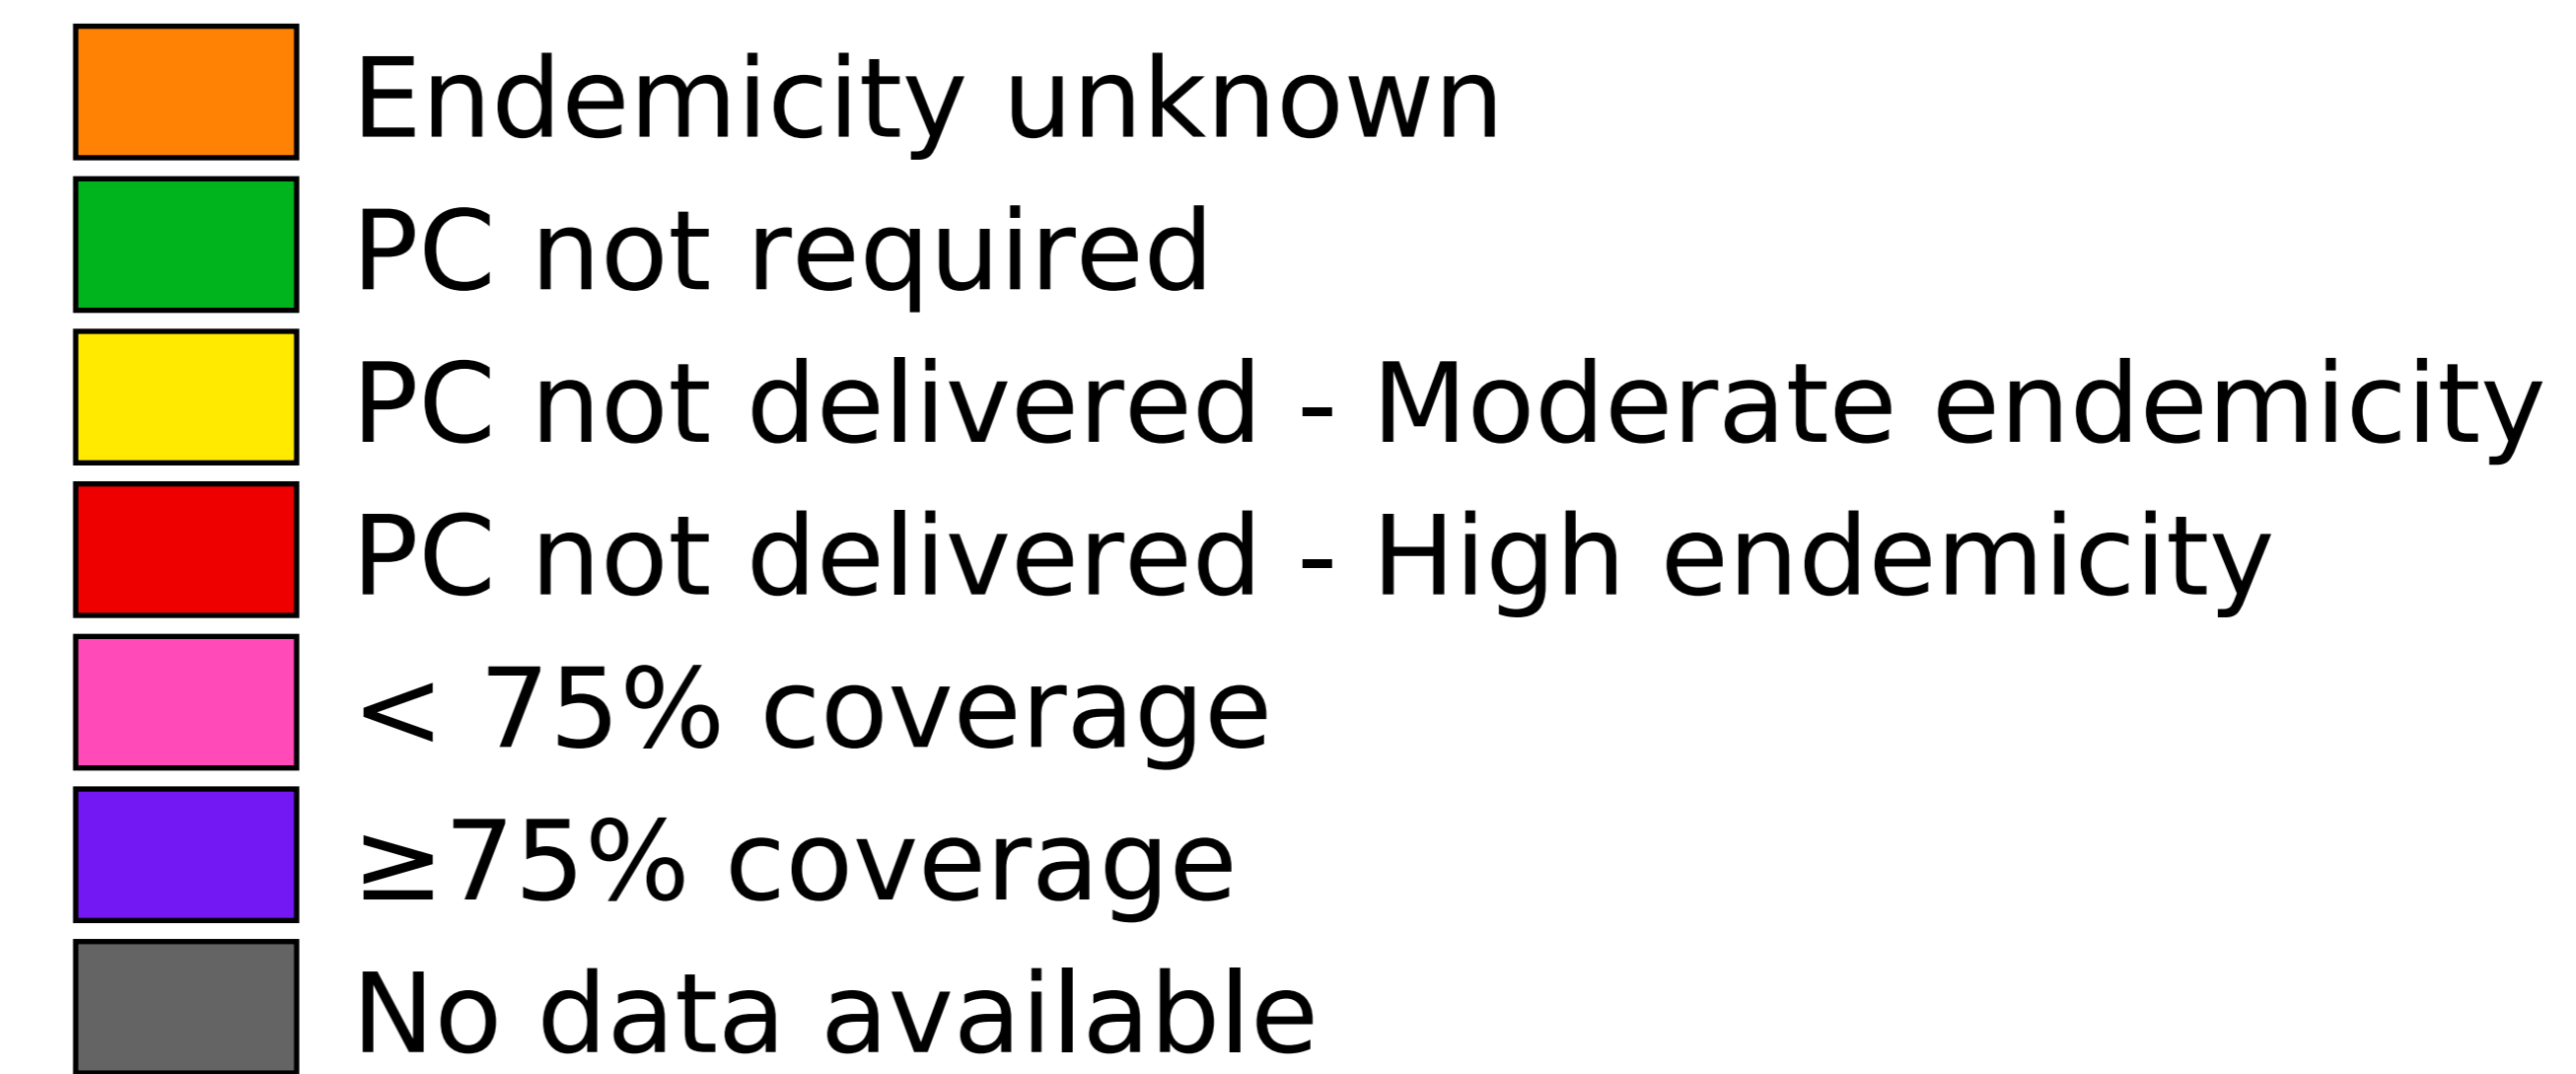 Endemicity unknown
PC not required
PC not delivered - Moderate endemicity
PC not delivered - High endemicity
< 75% coverage
≥75% coverage
No data available